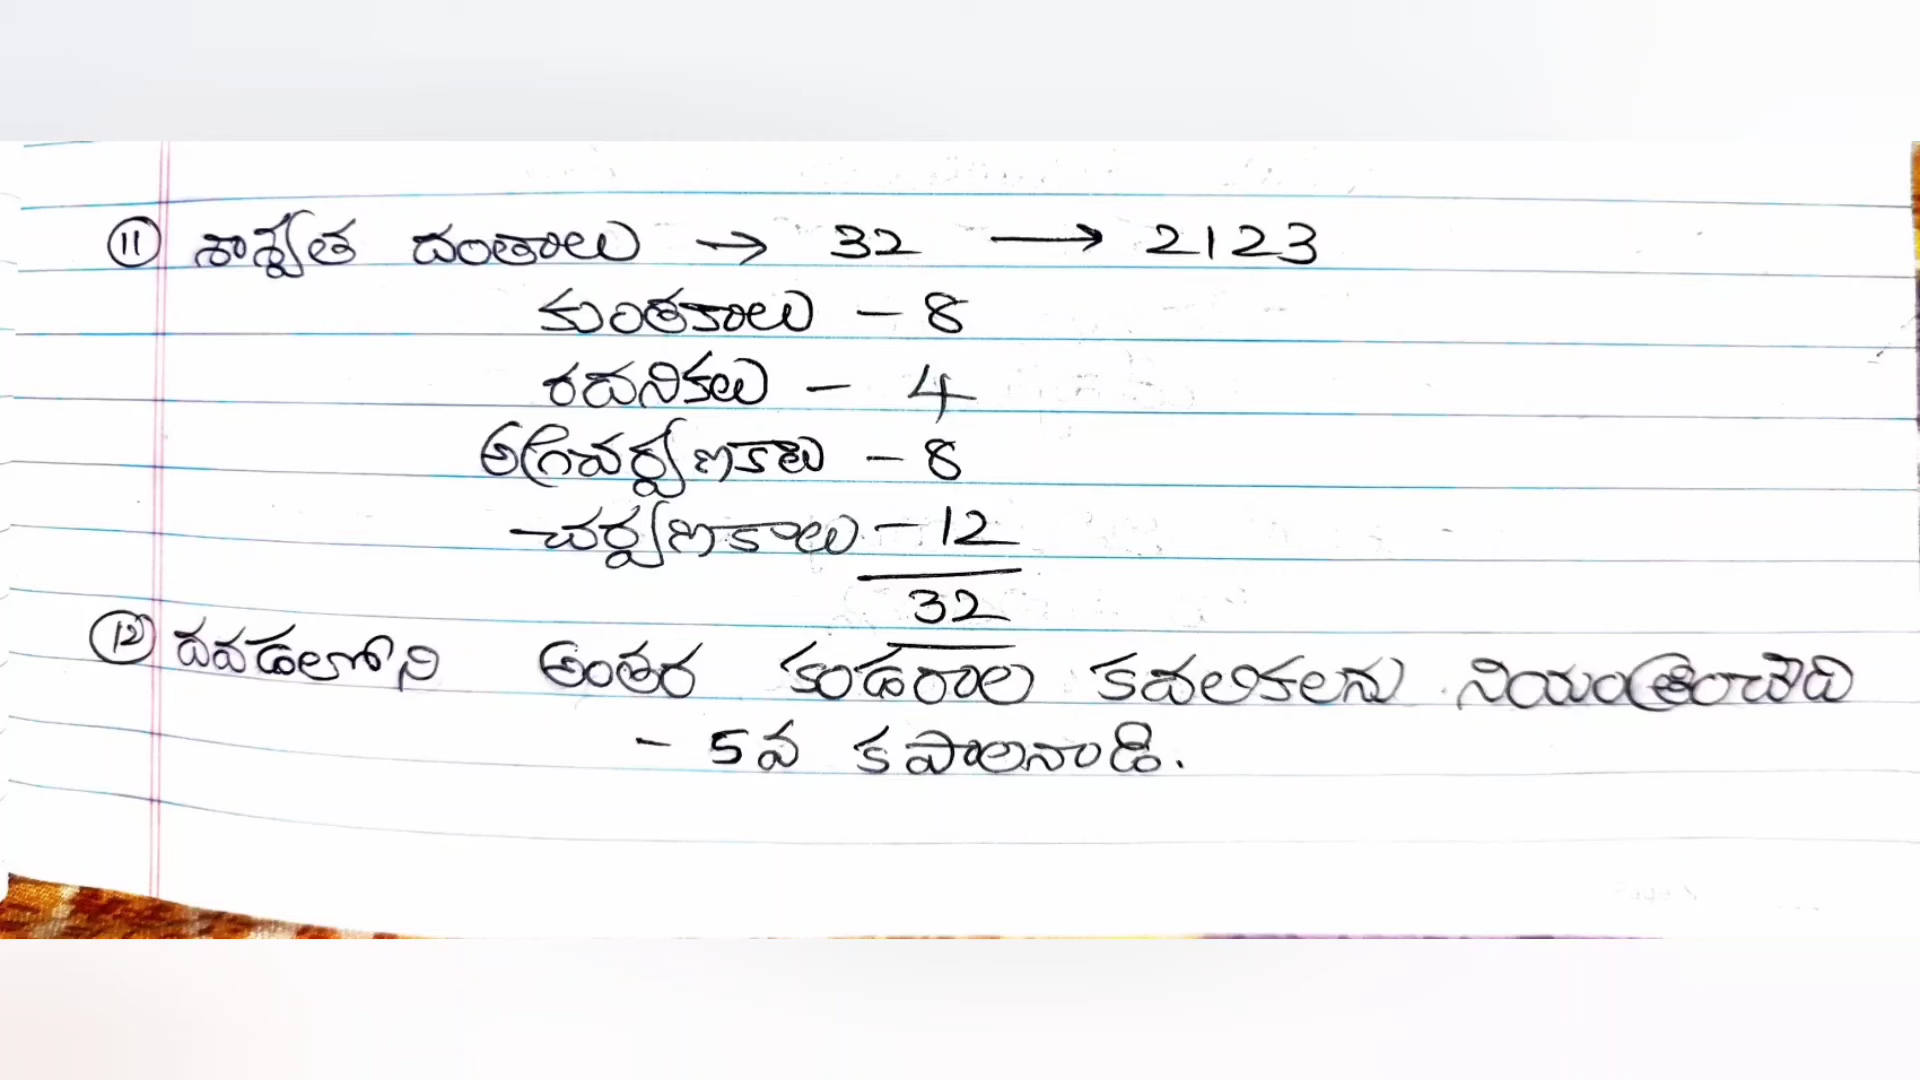 ⑪ శాశ్వత దంతాలు → 32 → 2123
కుంతకాలు - 8
రదనికలు - 4
అగ్రిచర్వణకాలు - 8
చర్వణకాలు - 12
32
⑫ దవడలోని అంతర కండరాల కదలికలను నియంత్రించేది
- 5వ కపాలనాడి.